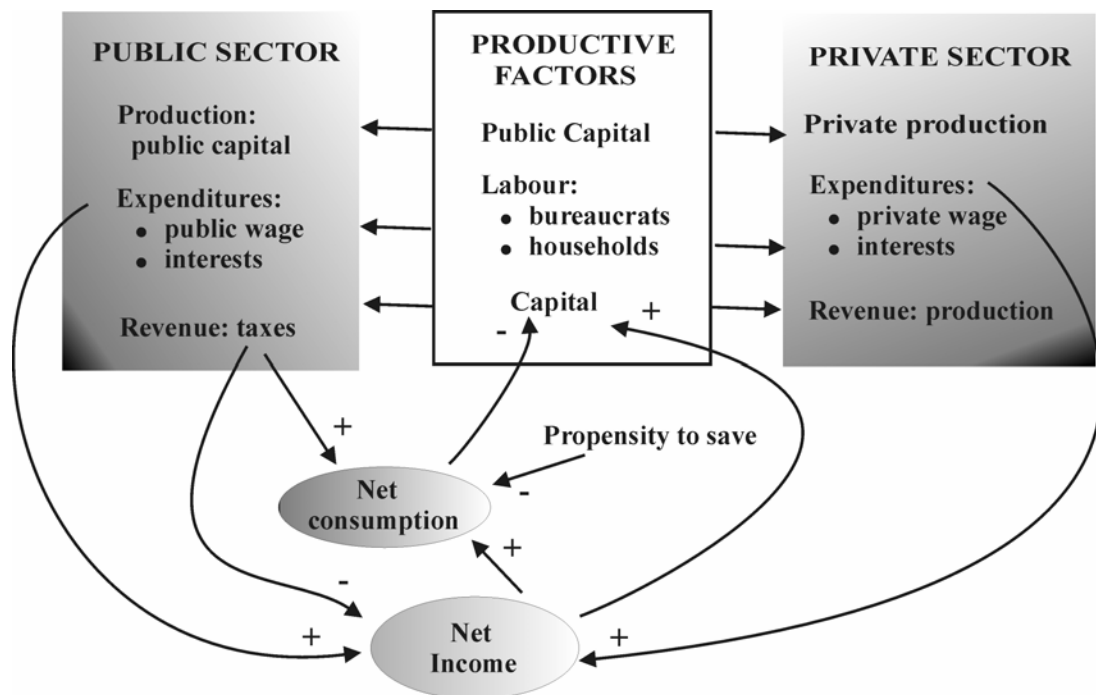 PUBLIC SECTOR
Production:
public capital
Expenditures:
• public wage
• interests
Revenue: taxes
PRODUCTIVE
FACTORS
Public Capital
Labour:
• bureaucrats
• households
Capital
-
+
PRIVATE SECTOR
Private production
Expenditures:
• private wage
• interests
Revenue: production
+
Propensity to save
-
Net
consumption
+
-
+
Net
Income
+